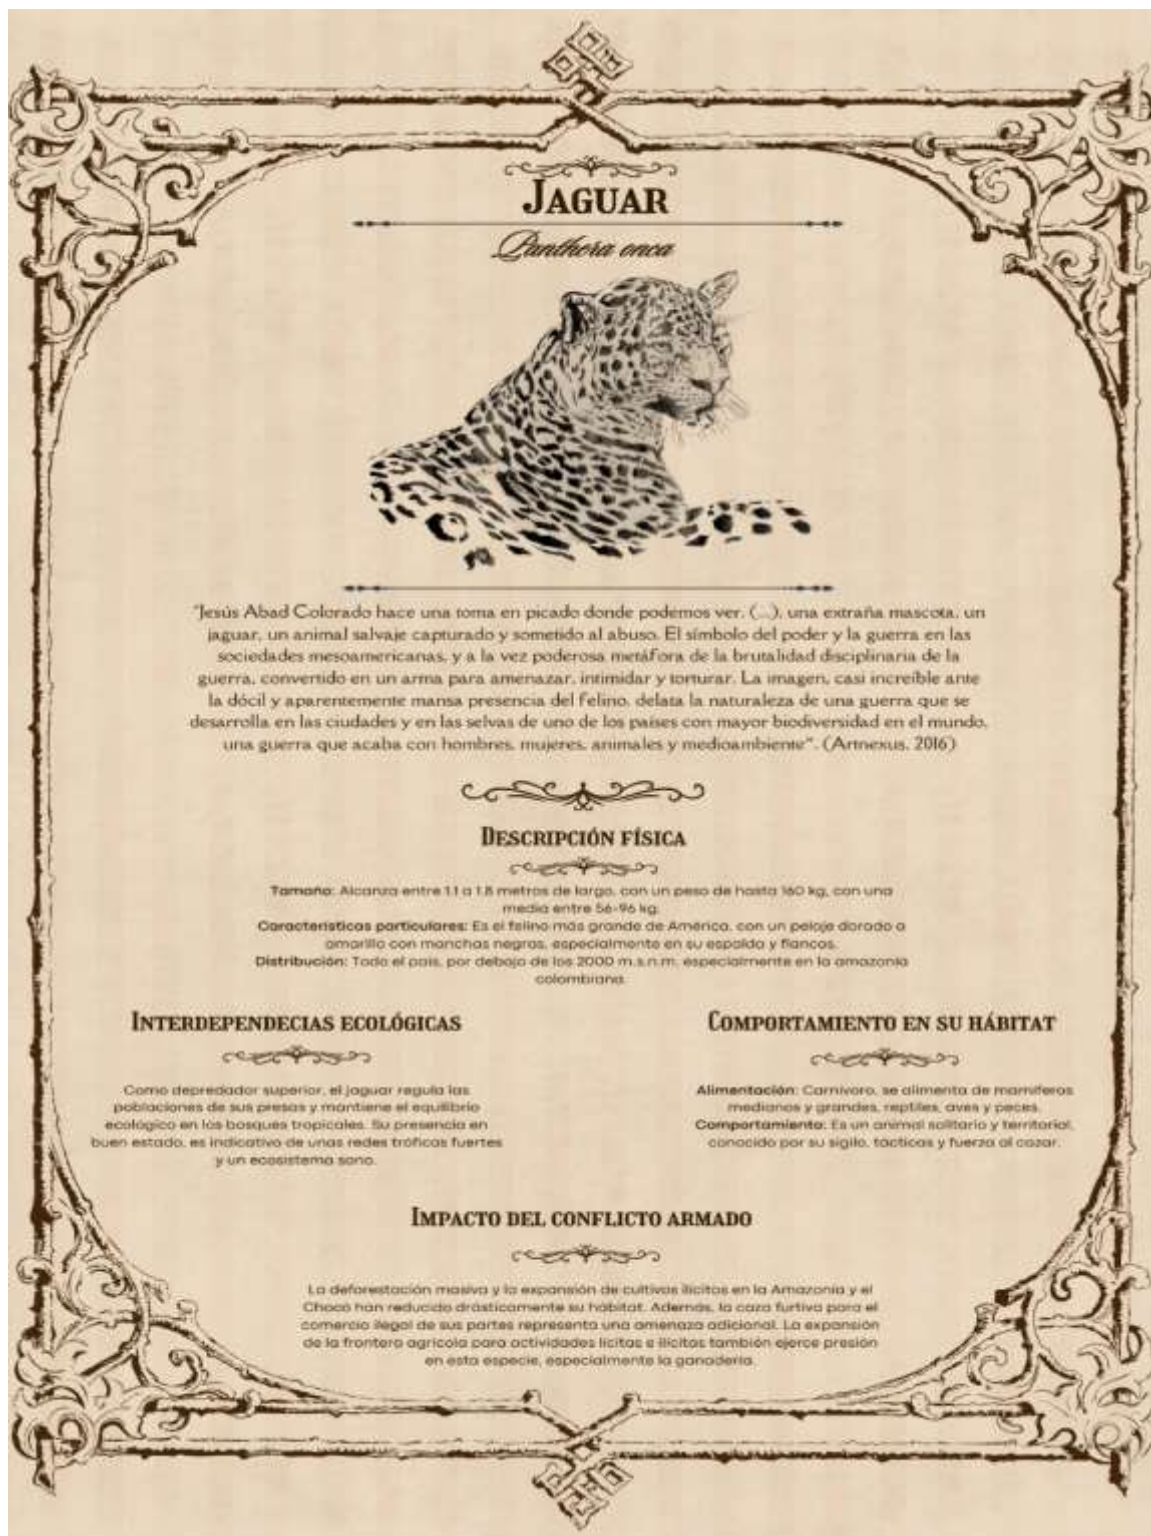 JAGUAR
Panthera onca
"Jesús Abad Colorado hace una toma en picado donde podemos ver, (...), una extraña mascota, un
jaguar, un animal salvaje capturado y sometido al abuso. El símbolo del poder y la guerra en las
sociedades mesoamericanas, y a la vez poderosa metáfora de la brutalidad disciplinaria de la
guerra, convertido en un arma para amenazar, intimidar y torturar. La imagen, casi increíble ante
la dócil y aparentemente mansa presencia del felino, delata la naturaleza de una guerra que se
desarrolla en las ciudades y en las selvas de uno de los países con mayor biodiversidad en el mundo,
una guerra que acaba con hombres, mujeres, animales y medioambiente". (Artnexus, 2016)
DESCRIPCIÓN FÍSICA
Tamaño: Alcanza entre 1.1 a 1.8 metros de largo, con un peso de hasta 160 kg, con una
media entre 56-96 kg.
Características particulares: Es el felino más grande de América, con un pelaje dorado a
amarillo con manchas negras, especialmente en su espalda y flancos.
Distribución: Todo el país, por debajo de los 2000 m.s.n.m. especialmente en la amazonía
colombiana.
INTERDEPENDECIAS ECOLÓGICAS
Como depredador superior, el jaguar regula las
poblaciones de sus presas y mantiene el equilibrio
ecológico en los bosques tropicales. Su presencia en
buen estado, es indicativo de unas redes tróficas fuertes
y un ecosistema sano.
COMPORTAMIENTO EN SU HÁBITAT
Alimentación: Carnívoro, se alimenta de mamíferos
medianos y grandes, reptiles, aves y peces.
Comportamiento: Es un animal solitario y territorial,
conocido por su sigilo, tácticas y fuerza al cazar.
IMPACTO DEL CONFLICTO ARMADO
La deforestación masiva y la expansión de cultivos ilícitos en la Amazonía y el
Chocó han reducido drásticamente su hábitat. Además, la caza furtiva para el
comercio ilegal de sus partes representa una amenaza adicional. La expansión
de la frontera agrícola para actividades lícitas e ilícitas también ejerce presión
en esta especie, especialmente la ganadería.